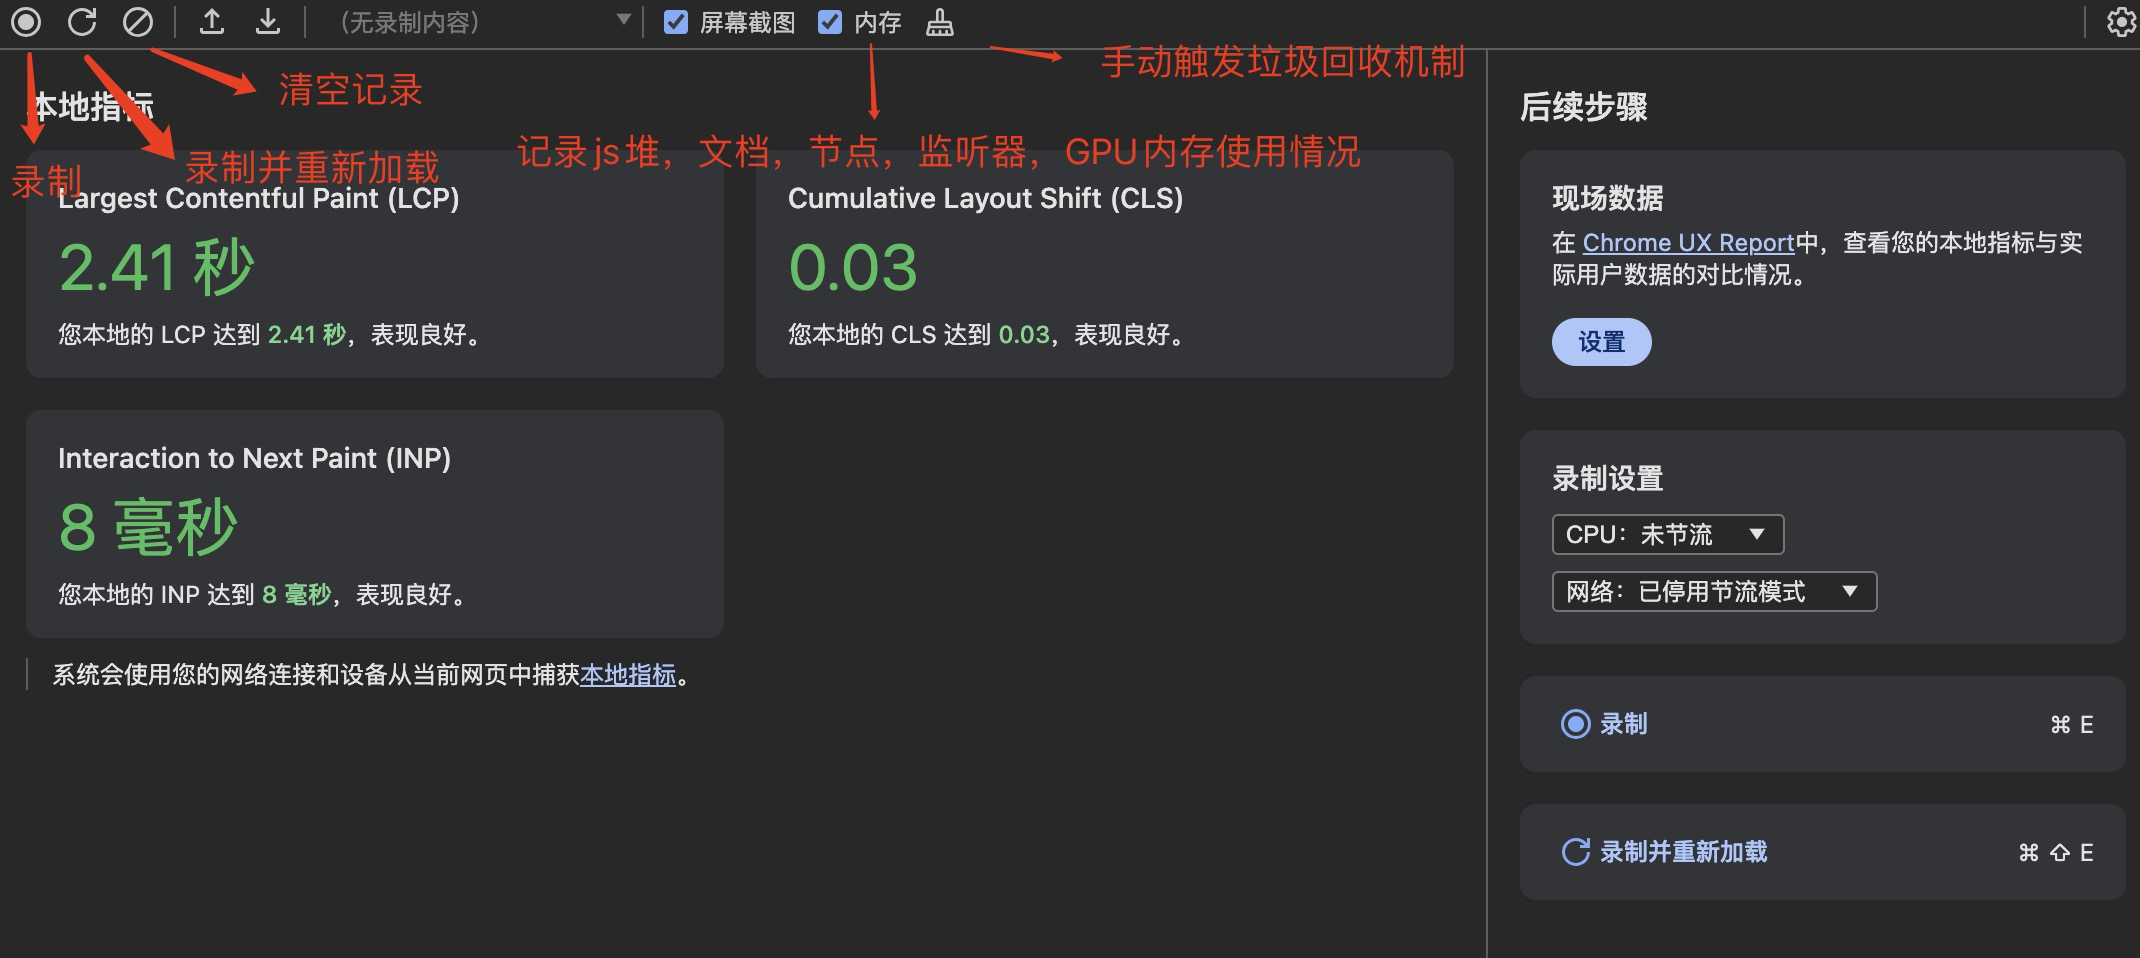 (无录制内容)
屏幕截图
内存
手动触发垃圾回收机制
清空记录
本地指标
录制
录制并重新加载
记录js堆，文档，节点，监听器，GPU内存使用情况
Largest Contentful Paint (LCP)
2.41 秒
您本地的 LCP 达到 2.41 秒，表现良好。
Cumulative Layout Shift (CLS)
0.03
您本地的 CLS 达到 0.03，表现良好。
Interaction to Next Paint (INP)
8 毫秒
您本地的 INP 达到 8 毫秒，表现良好。
系统会使用您的网络连接和设备从当前网页中捕获本地指标。
后续步骤
现场数据
在 Chrome UX Report中，查看您的本地指标与实
际用户数据的对比情况。
设置
录制设置
CPU：未节流
网络：已停用节流模式
录制 ⌘ E
录制并重新加载 ⌘ ⇧ E